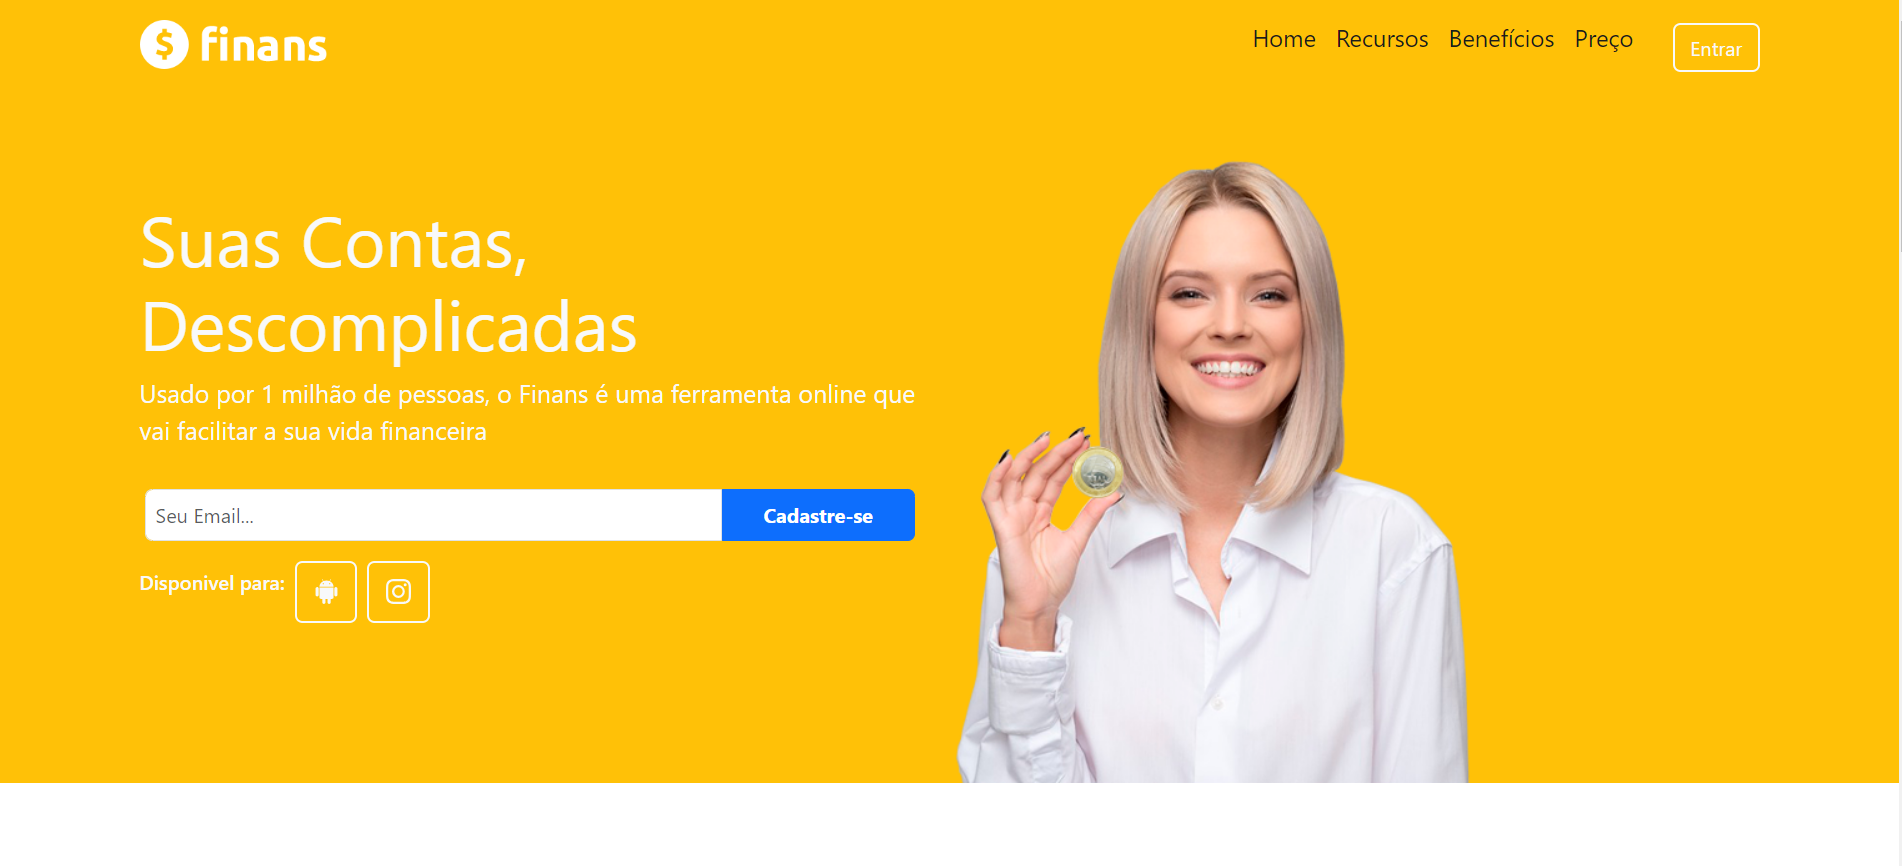 finans
Home
Recursos
Benefícios
Preço
Entrar
Suas Contas,
Descomplicadas
Usado por 1 milhão de pessoas, o Finans é uma ferramenta online que
vai facilitar a sua vida financeira
Seu Email...
Cadastre-se
Disponivel para: